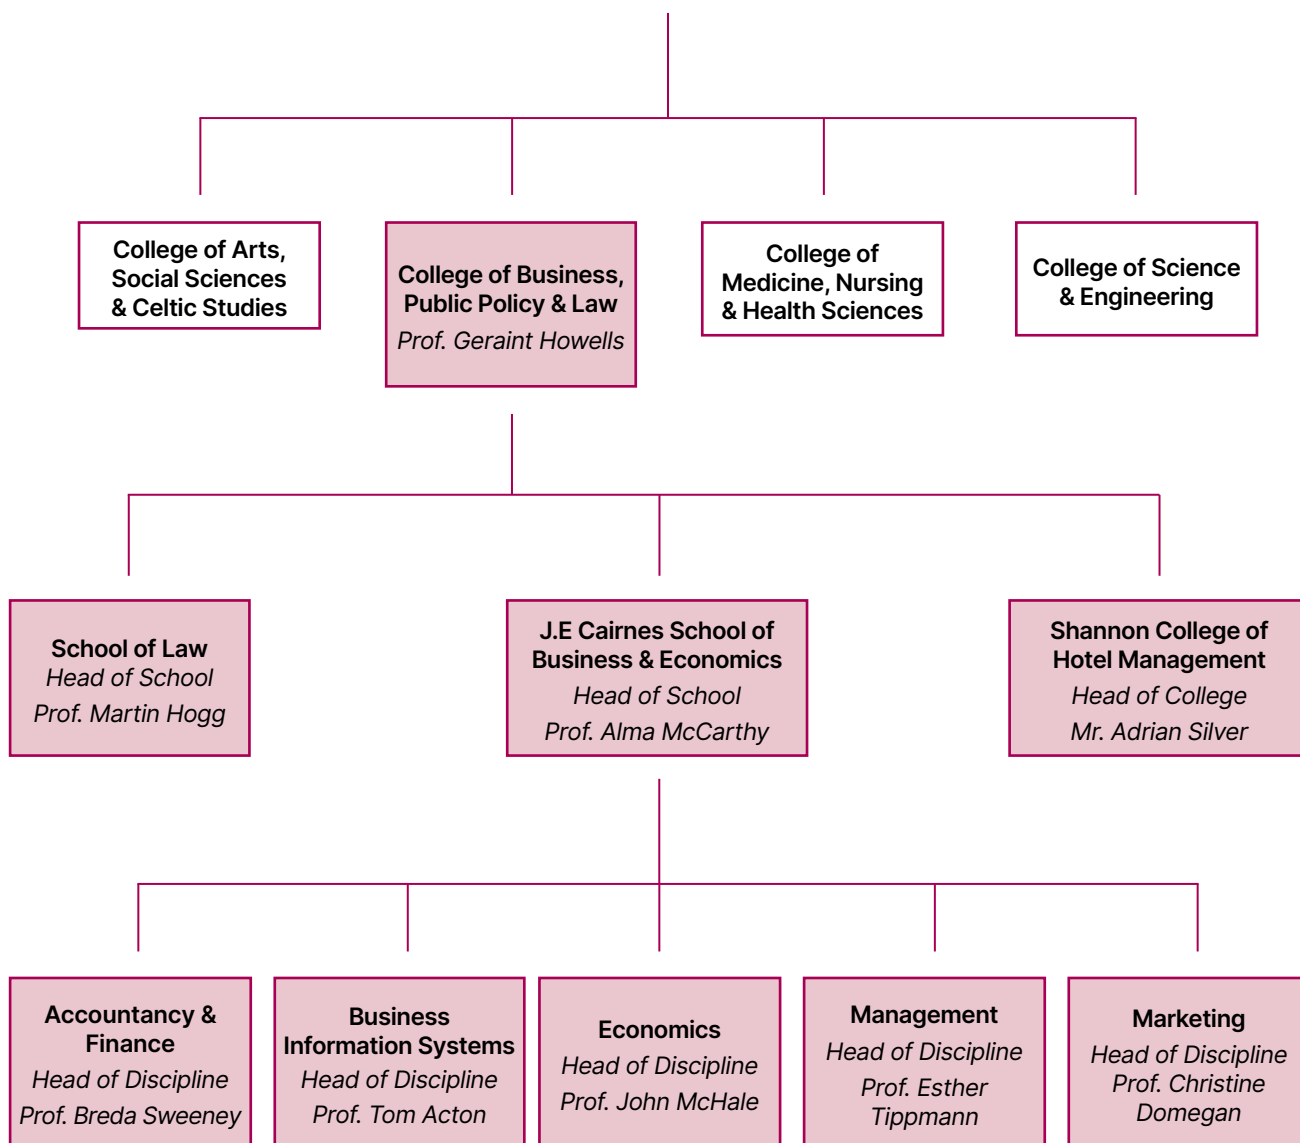 College of Arts,
Social Sciences
& Celtic Studies
College of Business,
Public Policy & Law
Prof. Geraint Howells
College of
Medicine, Nursing
& Health Sciences
College of Science
& Engineering
School of Law
Head of School
Prof. Martin Hogg
J.E Cairnes School of
Business & Economics
Head of School
Prof. Alma McCarthy
Shannon College of
Hotel Management
Head of College
Mr. Adrian Silver
Accountancy &
Finance
Head of Discipline
Prof. Breda Sweeney
Business
Information Systems
Head of Discipline
Prof. Tom Acton
Economics
Head of Discipline
Prof. John McHale
Management
Head of Discipline
Prof. Esther
Tippmann
Marketing
Head of Discipline
Prof. Christine
Domegan